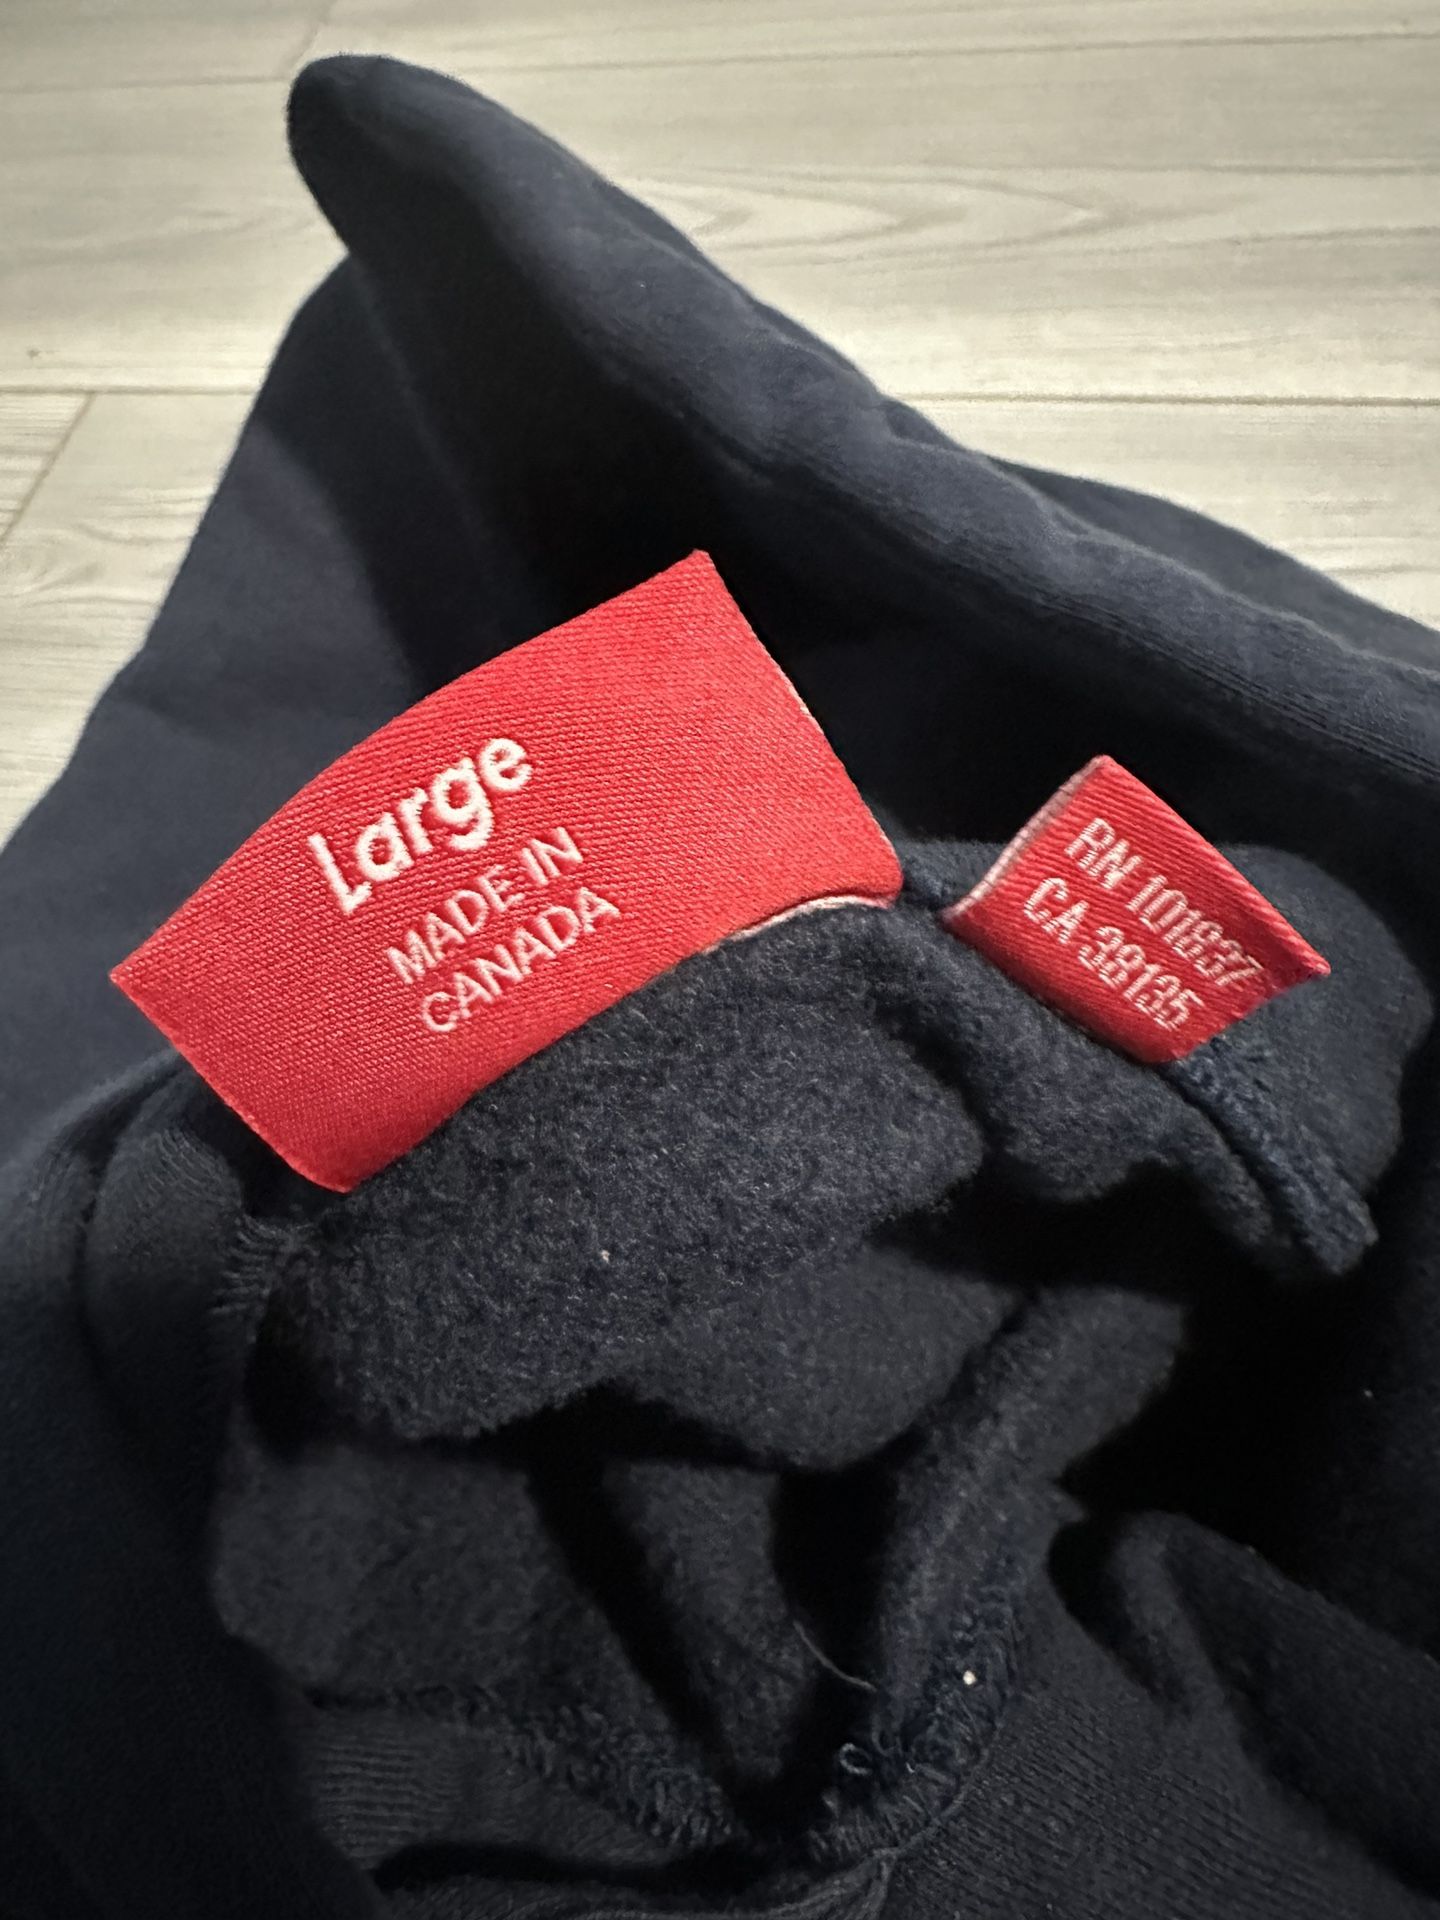 Large
MADE IN
CANADA
RN 101837
CA 38135